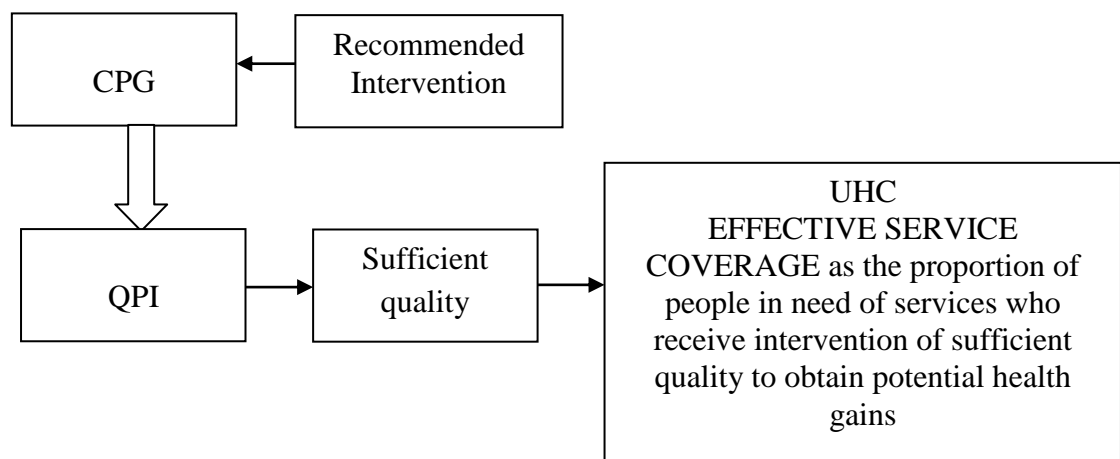 CPG
Recommended
Intervention
QPI
Sufficient
quality
UHC
EFFECTIVE SERVICE
COVERAGE as the proportion of
people in need of services who
receive intervention of sufficient
quality to obtain potential health
gains